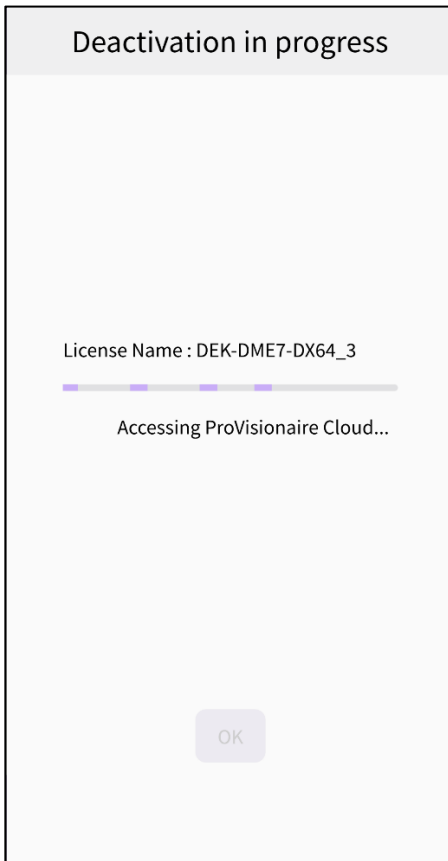 Deactivation in progress
License Name : DEK-DME7-DX64_3
Accessing ProVisionaire Cloud...
OK